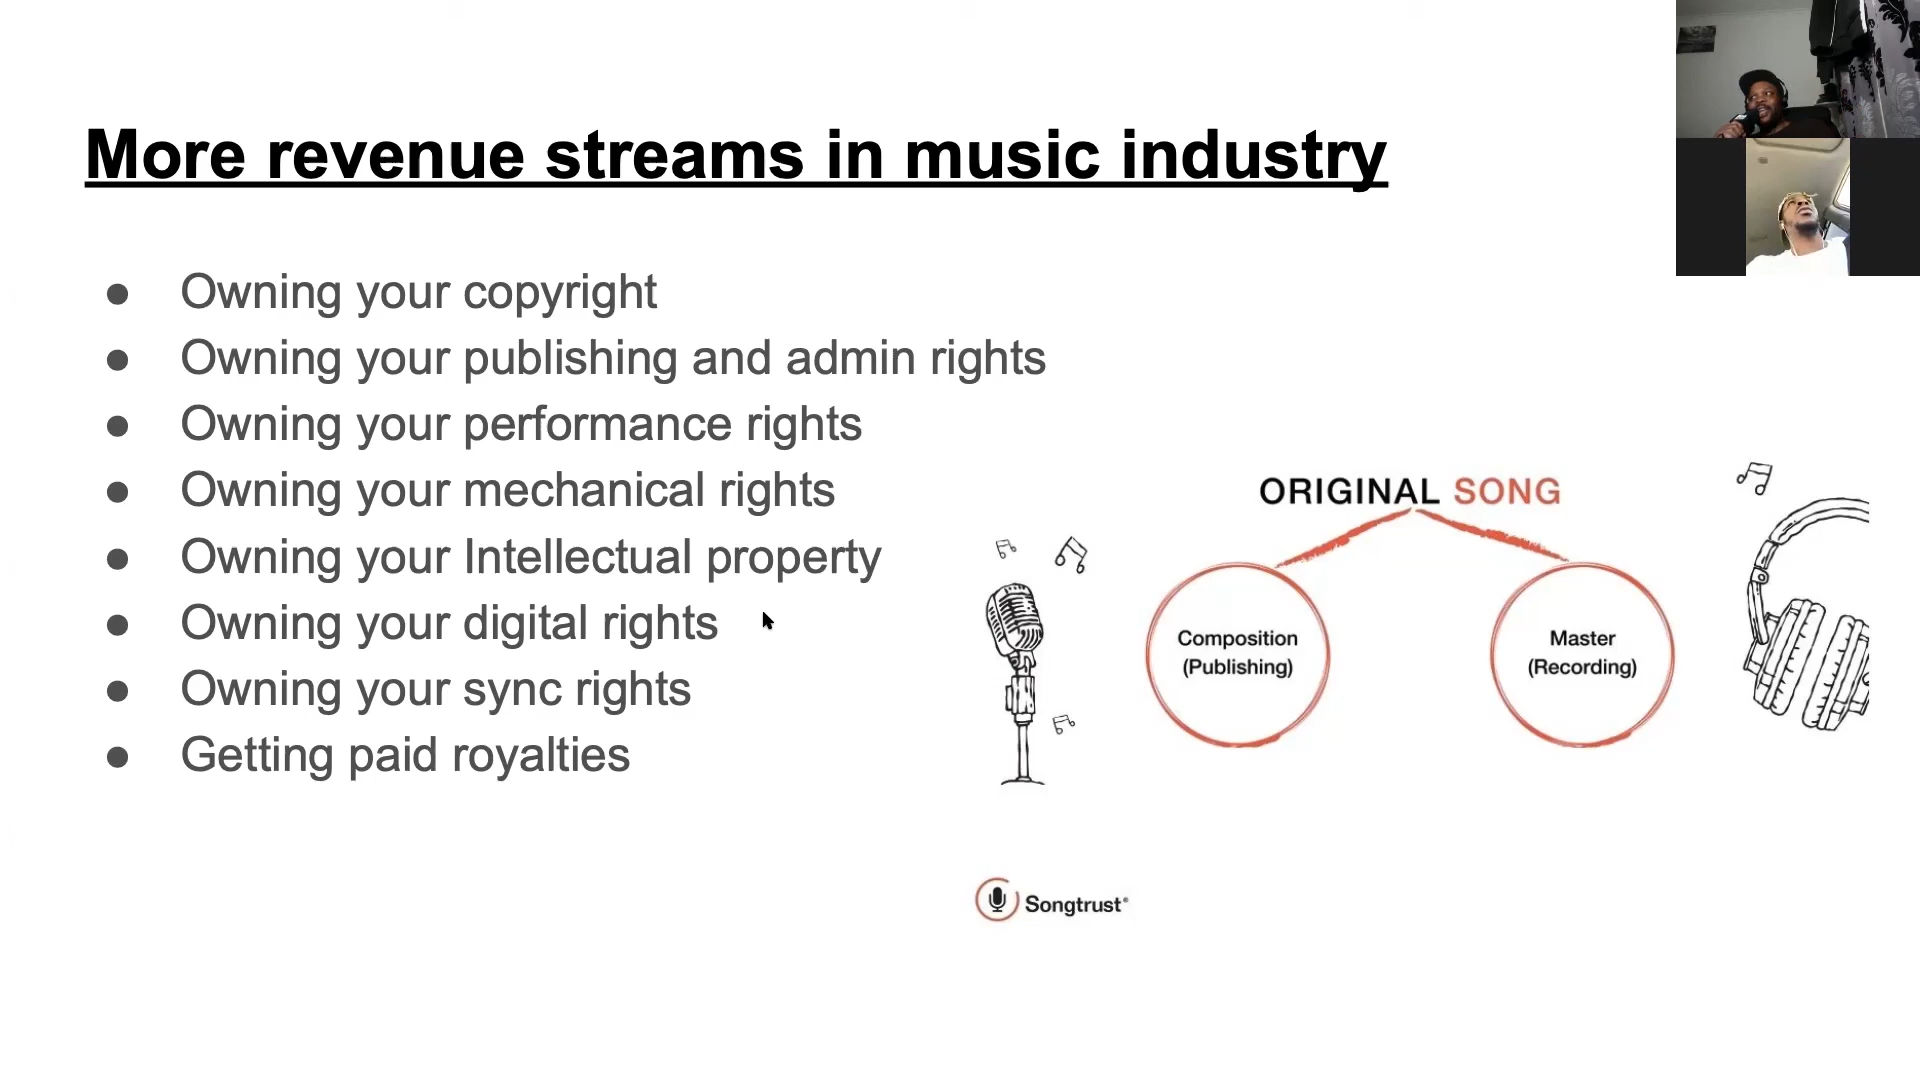 More revenue streams in music industry
● Owning your copyright
● Owning your publishing and admin rights
● Owning your performance rights
● Owning your mechanical rights
● Owning your Intellectual property
● Owning your digital rights
● Owning your sync rights
● Getting paid royalties
ORIGINAL SONG
Composition
(Publishing)
Master
(Recording)
Songtrust®